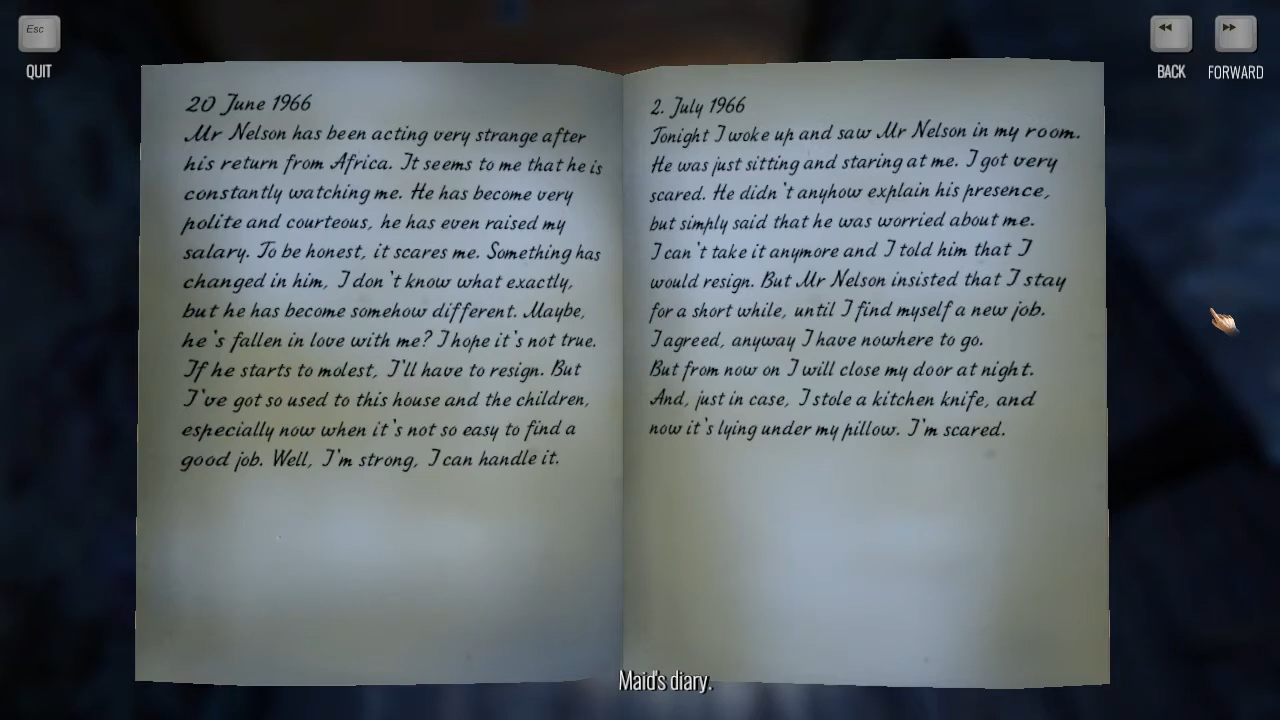 Esc
QUIT
BACK
FORWARD
20 June 1966
Mr Nelson has been acting very strange after
his return from Africa. It seems to me that he is
constantly watching me. He has become very
polite and courteous, he has even raised my
salary. To be honest, it scares me. Something has
changed in him, I don't know what exactly,
but he has become somehow different. Maybe,
he's fallen in love with me? I hope it's not true.
If he starts to molest, I'll have to resign. But
I've got so used to this house and the children,
especially now when it's not so easy to find a
good job. Well, I'm strong, I can handle it.
2. July 1966
Tonight I woke up and saw Mr Nelson in my room.
He was just sitting and staring at me. I got very
scared. He didn't anyhow explain his presence,
but simply said that he was worried about me.
I can't take it anymore and I told him that I
would resign. But Mr Nelson insisted that I stay
for a short while, until I find myself a new job.
I agreed, anyway I have nowhere to go.
But from now on I will close my door at night.
And, just in case, I stole a kitchen knife, and
now it's lying under my pillow. I'm scared.
Maid's diary.